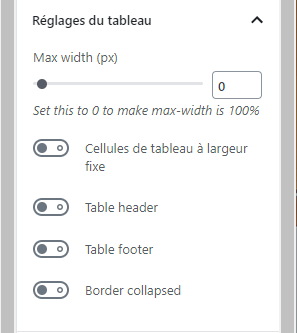 Réglages du tableau
Max width (px)
0
Set this to 0 to make max-width is 100%
Cellules de tableau à largeur
fixe
Table header
Table footer
Border collapsed